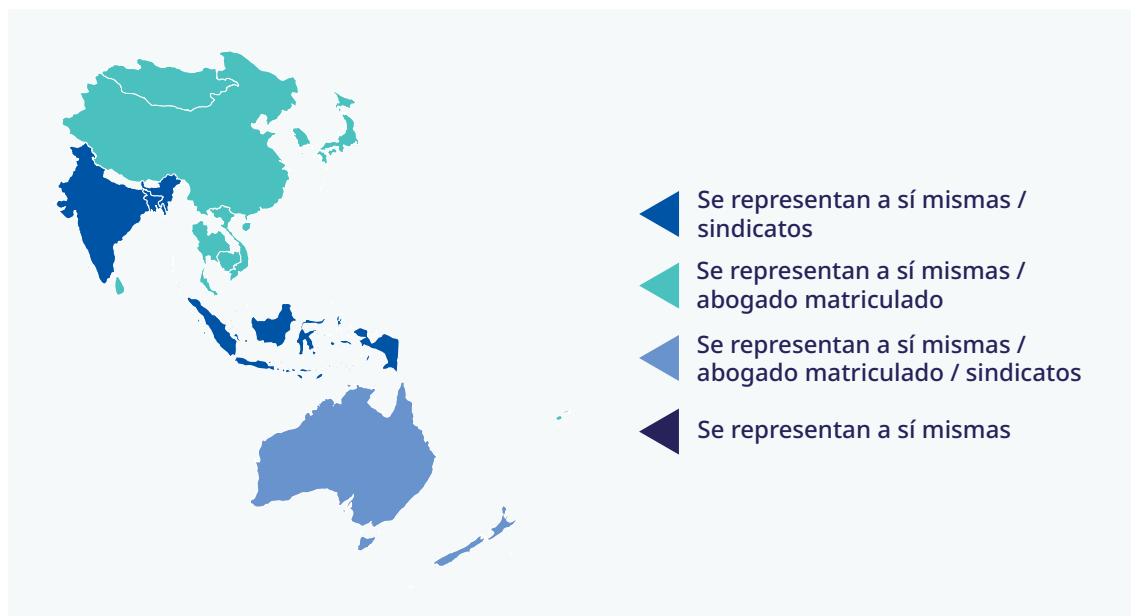 Se representan a sí mismas /
sindicatos
Se representan a sí mismas /
abogado matriculado
Se representan a sí mismas /
abogado matriculado / sindicatos
Se representan a sí mismas